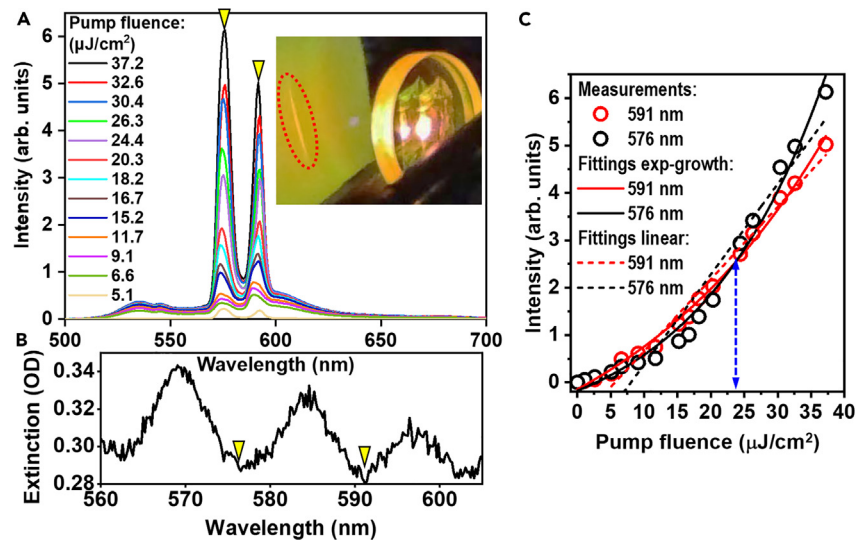 A
Pump fluence:
(μJ/cm²)
37.2
32.6
30.4
26.3
24.4
20.3
18.2
16.7
15.2
11.7
9.1
6.6
5.1
Intensity (arb. units)
6
5
4
3
2
1
0
500 550 600 650 700
Wavelength (nm)
B
Extinction (OD)
0.34
0.32
0.30
0.28
560 570 580 590 600
Wavelength (nm)
C
Measurements:
591 nm
576 nm
Fittings exp-growth:
591 nm
576 nm
Fittings linear:
591 nm
576 nm
Intensity (arb. units)
6
5
4
3
2
1
0
0 5 10 15 20 25 30 35 40
Pump fluence (μJ/cm²)